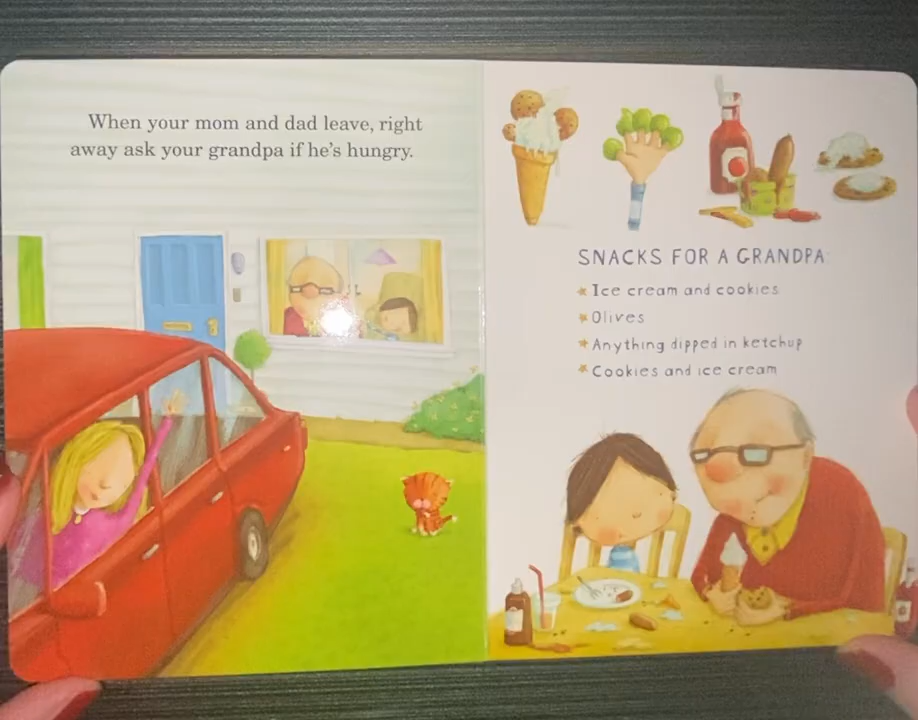 When your mom and dad leave, right
away ask your grandpa if he's hungry.
SNACKS FOR A GRANDPA:
Ice cream and cookies
Olives
Anything dipped in ketchup
Cookies and ice cream